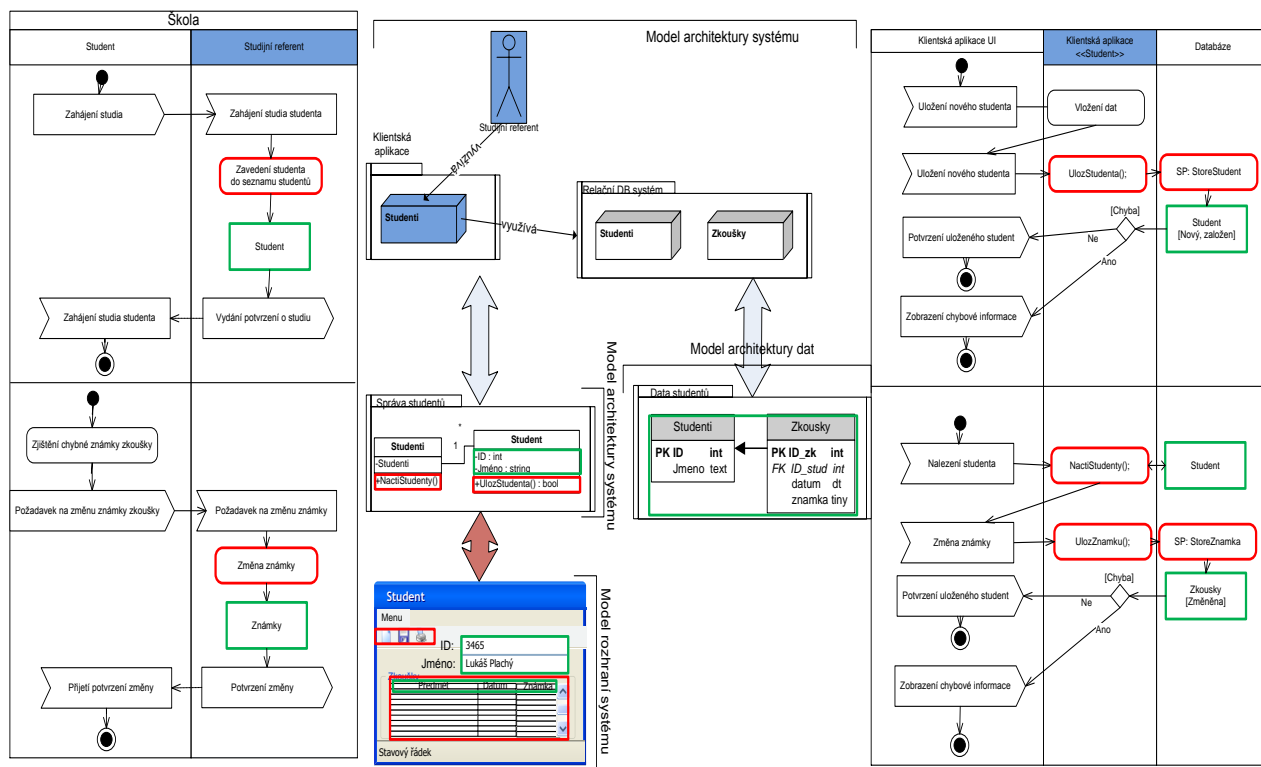 Škola
Student
Studijní referent
Zahájení studia
Zahájení studia studenta
Zavedení studenta
do seznamu studentů
Student
Zahájení studia studenta
Vydání potvrzení o studiu
Zjištění chybné známky zkoušky
Požadavek na změnu známky zkoušky
Požadavek na změnu známky
Změna známky
Známky
Přijetí potvrzení změny
Potvrzení změny
Model architektury systému
Studijní referent
Klientská
aplikace
využívá
Studenti
využívá
Relační DB systém
Studenti
Zkoušky
Model architektury systému
Správa studentů
Studenti
-Studenti
+NactiStudenty()
1
*
Student
-ID : int
-Jméno : string
+UlozStudenta() : bool
Model architektury dat
Data studentů
Studenti
PK ID int
Jmeno text
Zkousky
PK ID_zk int
FK ID_stud int
datum dt
znamka tiny
Model rozhraní systému
Student
Menu
ID:
3465
Jméno:
Lukáš Plachý
Zkoušky
Předmět
Datum
Známka
Stavový řádek
Klientská aplikace UI
Klientská aplikace
<<Student>>
Databáze
Uložení nového studenta
Vložení dat
Uložení nového studenta
UlozStudenta();
SP: StoreStudent
Student
[Nový, založen]
[Chyba]
Ne
Ano
Potvrzení uloženého student
Zobrazení chybové informace
Nalezení studenta
NactiStudenty();
Student
Změna známky
UlozZnamku();
SP: StoreZnamka
Zkousky
[Změněna]
[Chyba]
Ne
Ano
Potvrzení uloženého student
Zobrazení chybové informace